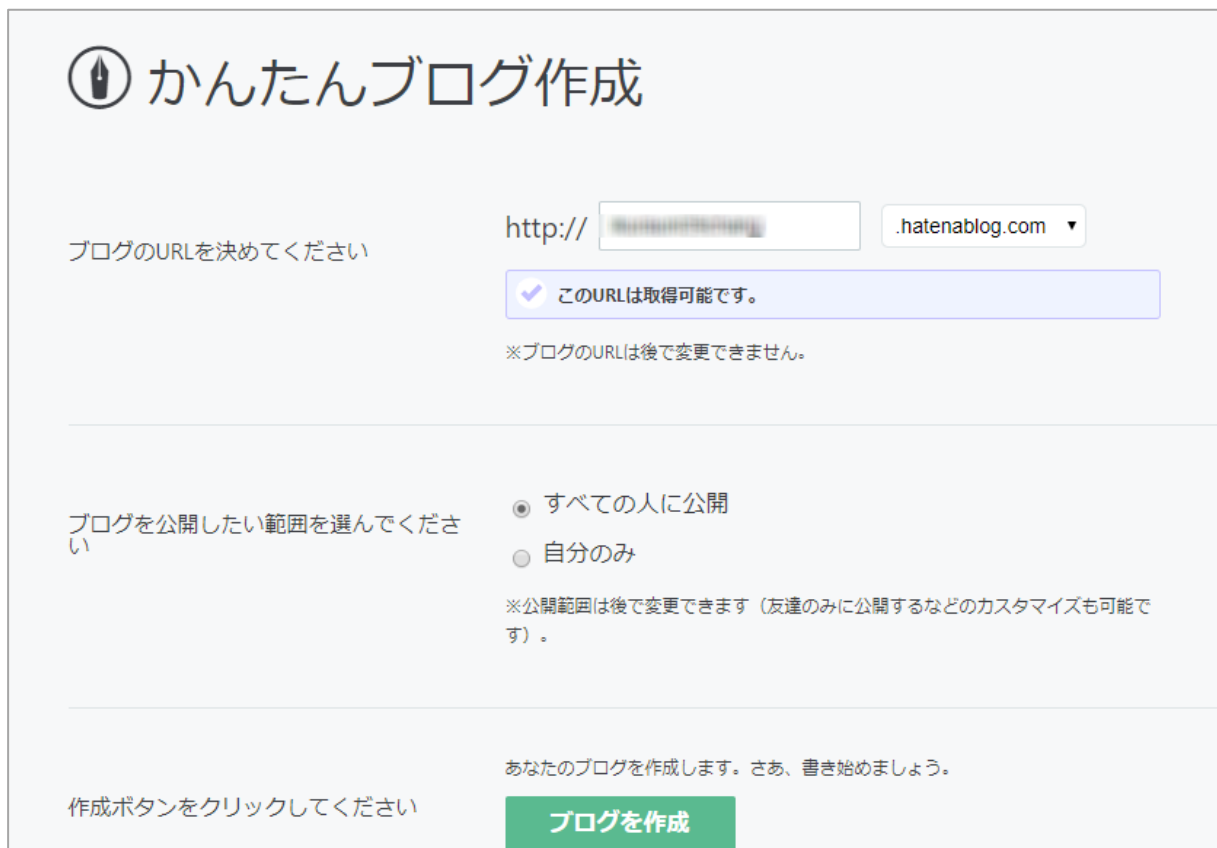 かんたんブログ作成
ブログのURLを決めてください
http://
.hatenablog.com
このURLは取得可能です。
※ブログのURLは後で変更できません。
ブログを公開したい範囲を選んでくださ
い
すべての人に公開
自分のみ
※公開範囲は後で変更できます（友達のみに公開するなどのカスタマイズも可能で
す）。
あなたのブログを作成します。さあ、書き始めましょう。
作成ボタンをクリックしてください
ブログを作成